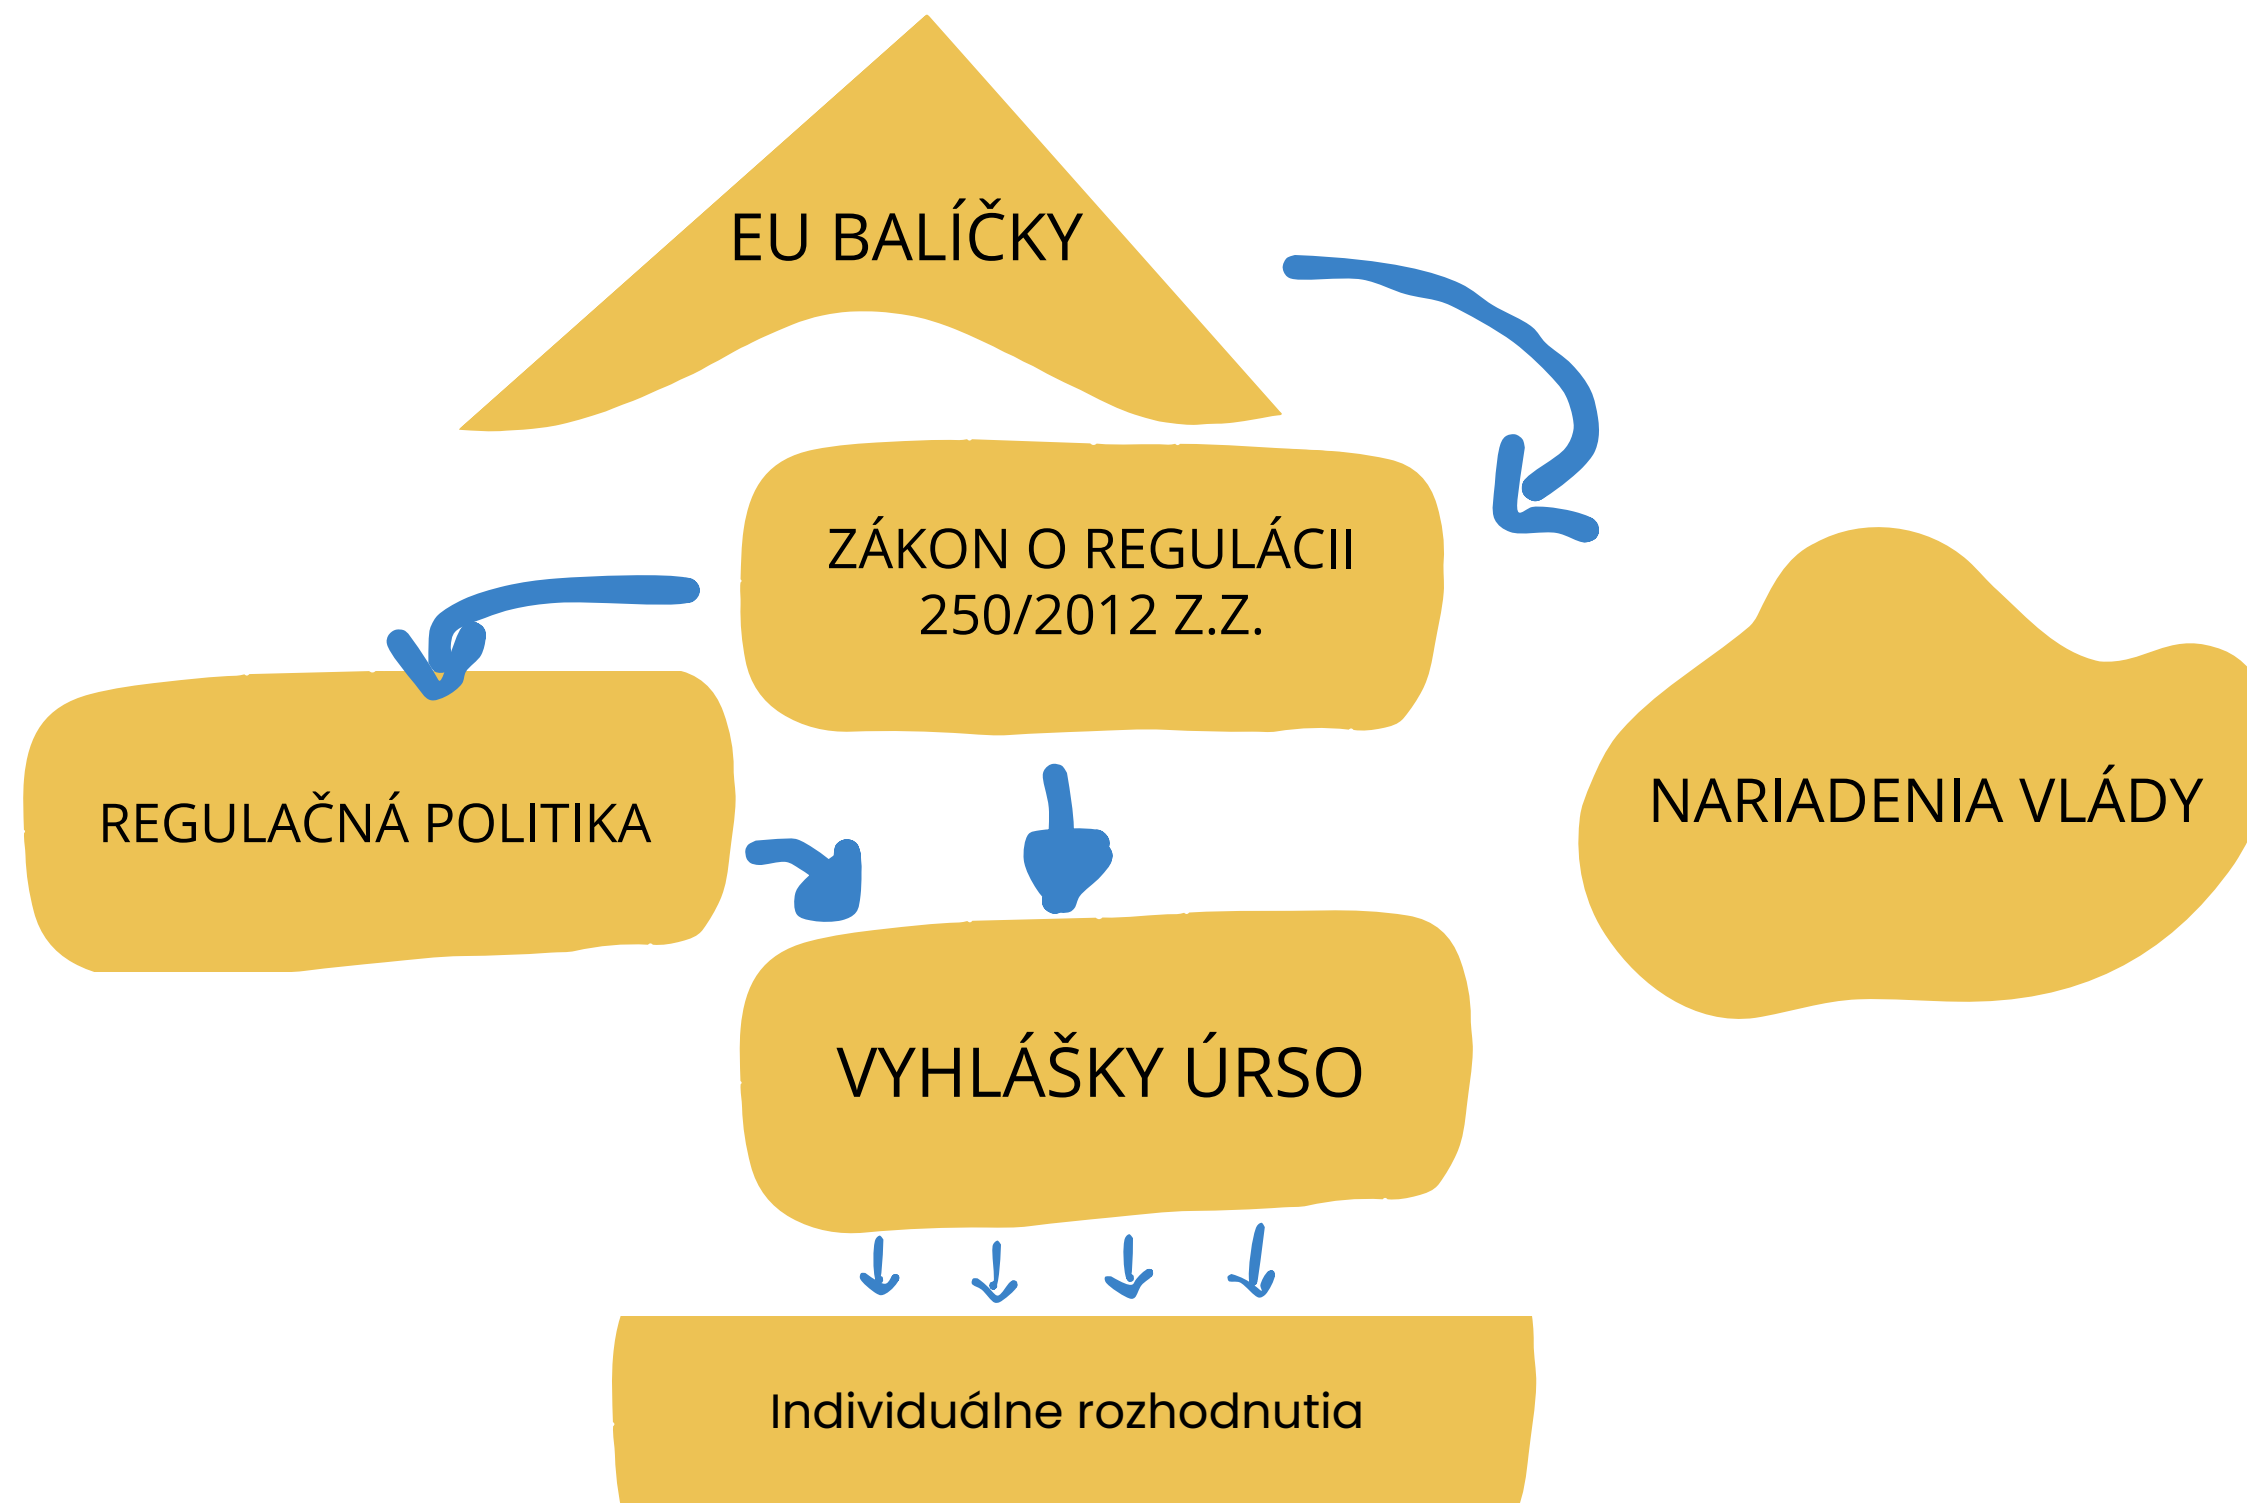 EU BALÍČKY
ZÁKON O REGULÁCII
250/2012 Z.Z.
REGULAČNÁ POLITIKA
NARIADENIA VLÁDY
VYHLÁŠKY ÚRSO
Individuálne rozhodnutia